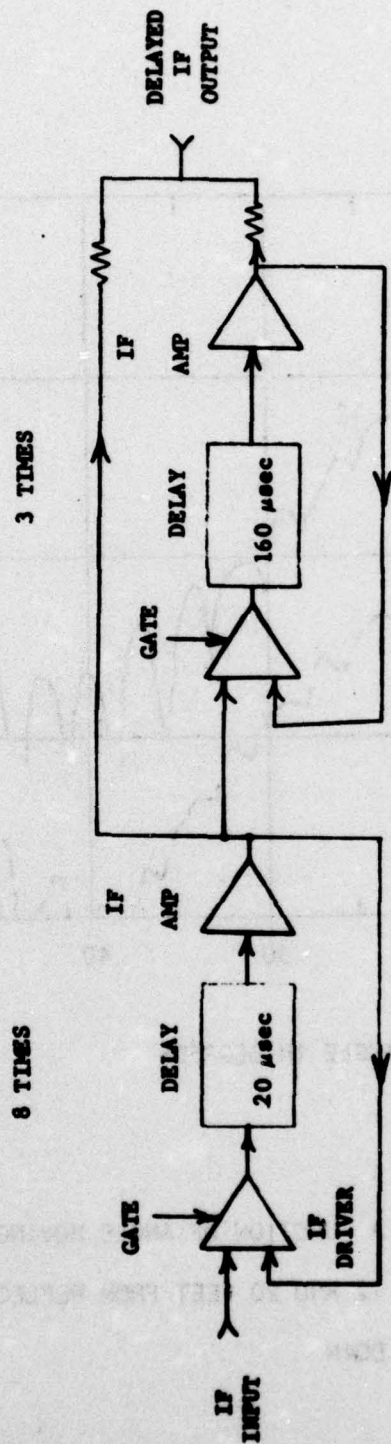 8 TIMES
3 TIMES
IF
INPUT
GATE
IF
DRIVER
DELAY
20 μsec
IF
AMP
GATE
DELAY
160 μsec
IF
AMP
DELAYED
IF
OUTPUT